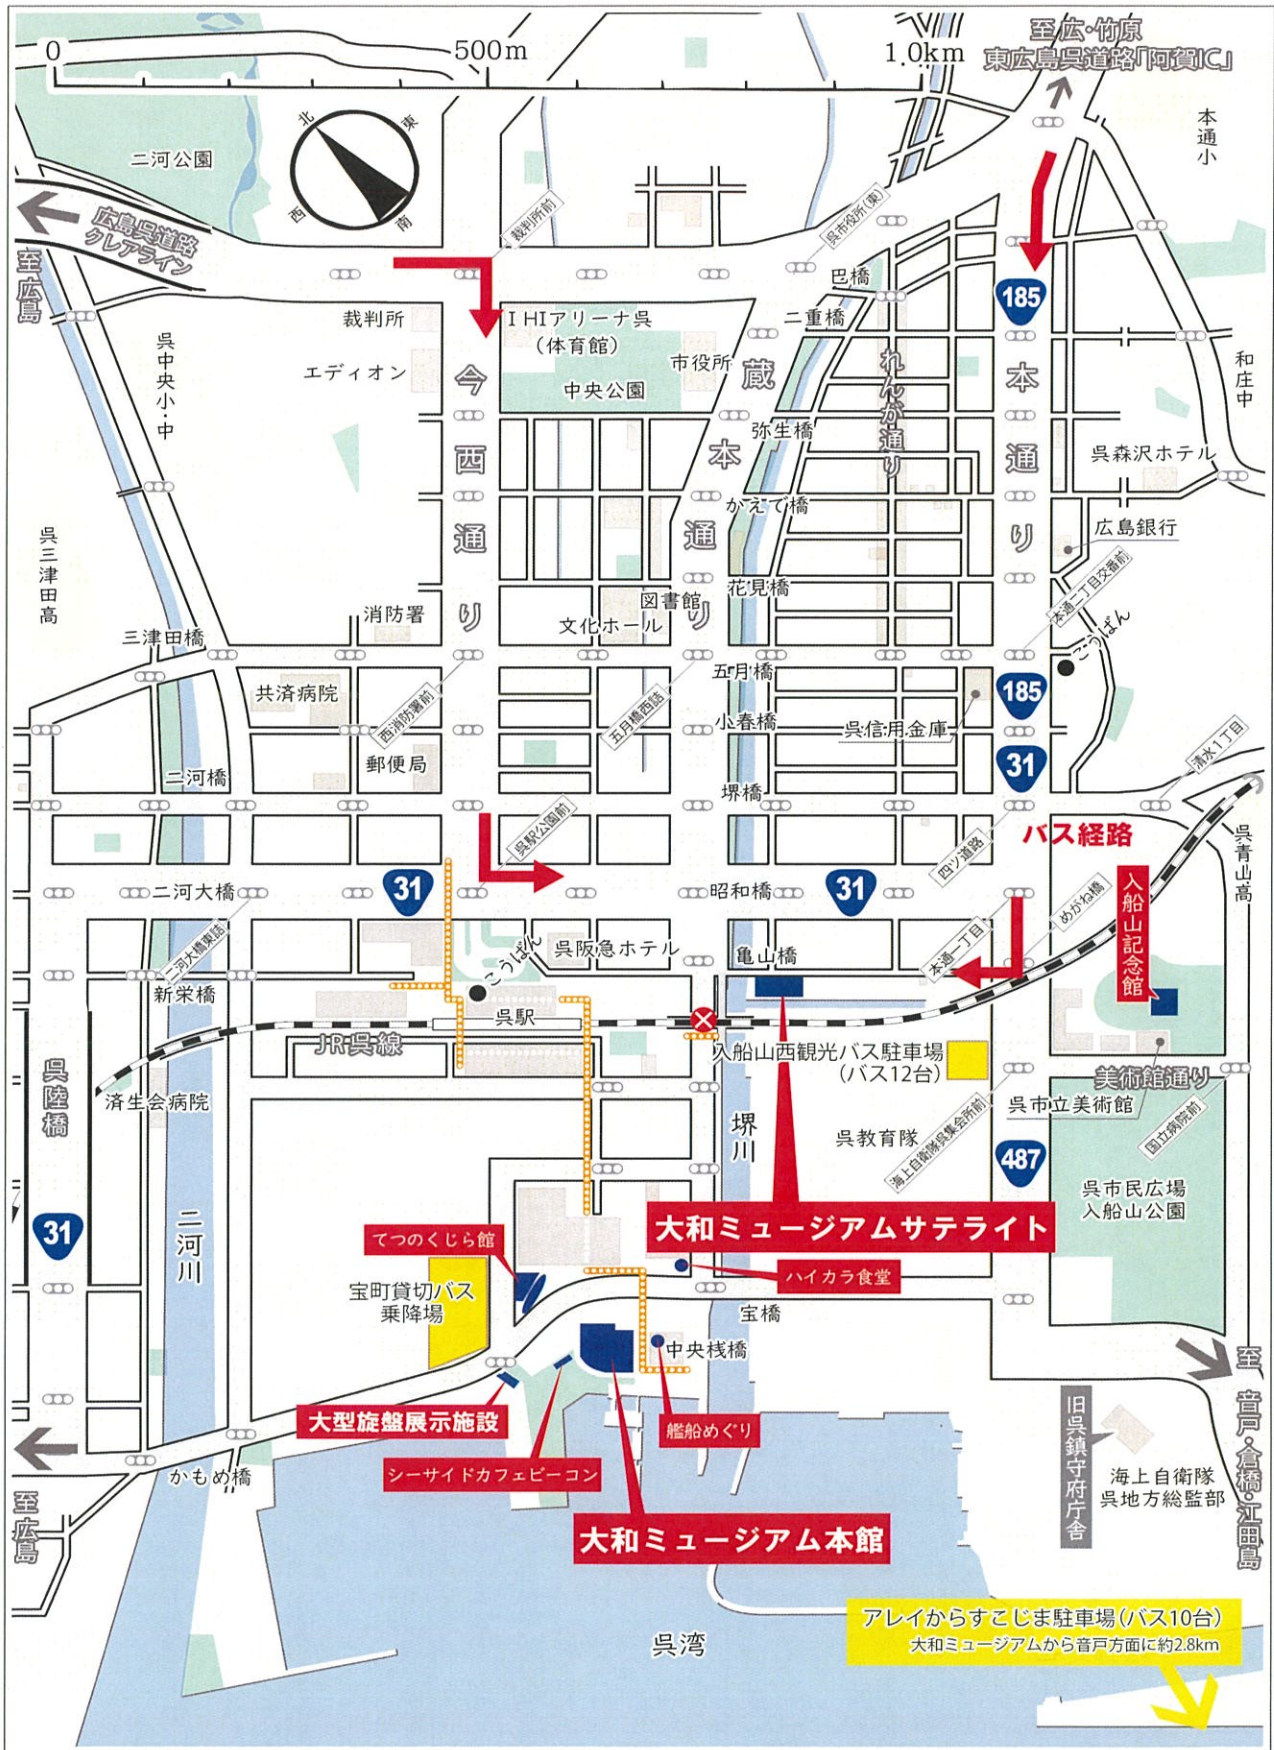 0
500m
1.0km
至 広・竹原
東広島呉道路「阿賀IC」
本通小
北
東
西
南
二河公園
広島呉道路
クレアライン
至広島
裁判所前
呉市役所(東)
巴橋
185
裁判所
IHIアリーナ呉
(体育館)
二重橋
呉中央小・中
エディオン
今西通り
中央公園
市役所
蔵本通り
れんが通り
本通り
和庄中
弥生橋
呉森沢ホテル
かえで橋
広島銀行
呉三津田高
花見橋
本通二丁目交番前
消防署
図書館
文化ホール
こうばん
三津田橋
五月橋
共済病院
西消防署前
五月橋西詰
185
小春橋
呉信用金庫
郵便局
31
清水1丁目
二河橋
堺橋
呉駅公園前
四ツ道路
バス経路
呉青山高
二河大橋
31
昭和橋
31
めがね橋
入船山記念館
二河大橋東詰
こうばん
呉阪急ホテル
亀山橋
本通一丁目
新栄橋
呉駅
JR呉線
入船山西観光バス駐車場
(バス12台)
呉陸橋
済生会病院
美術館通り
呉市立美術館
堺川
呉教育隊
海上自衛隊呉集会所前
国立病院前
487
呉市民広場
入船山公園
31
二河川
大和ミュージアムサテライト
てつのくじら館
ハイカラ食堂
宝町貸切バス
乗降場
宝橋
中央桟橋
至 音戸・倉橋・江田島
大型旋盤展示施設
艦船めぐり
旧呉鎮守府庁舎
シーサイドカフェビーコン
かもめ橋
海上自衛隊
呉地方総監部
至広島
大和ミュージアム本館
アレイからすこじま駐車場(バス10台)
大和ミュージアムから音戸方面に約2.8km
呉湾